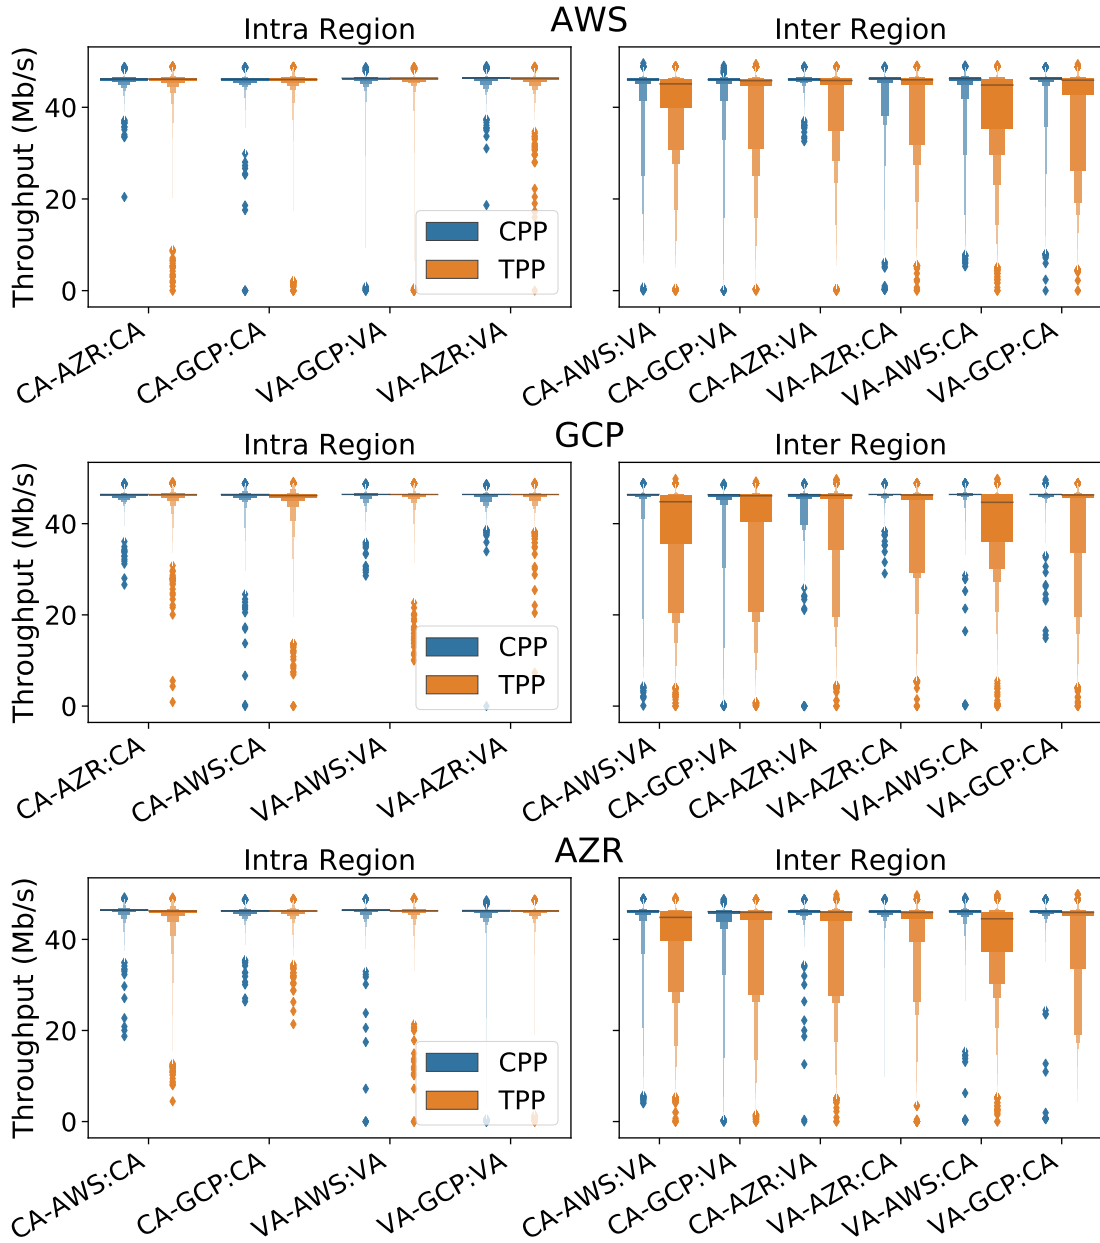 AWS
Intra Region
Inter Region
Throughput (Mb/s)
40
20
0
CPP
TPP
CA-AZR:CA
CA-GCP:CA
VA-GCP:VA
VA-AZR:VA
CA-AWS:VA
CA-GCP:VA
CA-AZR:VA
VA-AZR:CA
VA-AWS:CA
VA-GCP:CA
GCP
Intra Region
Inter Region
Throughput (Mb/s)
40
20
0
CPP
TPP
CA-AZR:CA
CA-AWS:CA
VA-AWS:VA
VA-AZR:VA
CA-AWS:VA
CA-GCP:VA
CA-AZR:VA
VA-AZR:CA
VA-AWS:CA
VA-GCP:CA
AZR
Intra Region
Inter Region
Throughput (Mb/s)
40
20
0
CPP
TPP
CA-AWS:CA
CA-GCP:CA
VA-AWS:VA
VA-GCP:VA
CA-AWS:VA
CA-GCP:VA
CA-AZR:VA
VA-AZR:CA
VA-AWS:CA
VA-GCP:CA